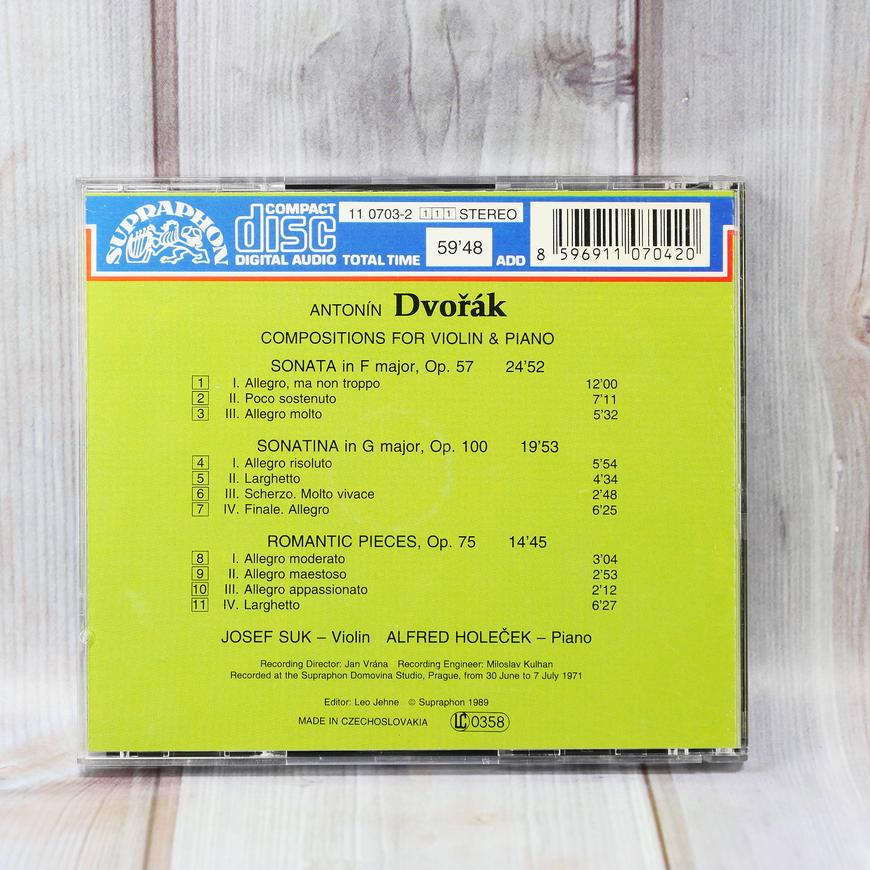 SUPRAPHON
COMPACT
disc
DIGITAL AUDIO
11 0703-2 111 STEREO
TOTAL TIME 59'48 ADD
8 596911 070420
ANTONÍN Dvořák
COMPOSITIONS FOR VIOLIN & PIANO
SONATA in F major, Op. 57 24'52
1 I. Allegro, ma non troppo 12'00
2 II. Poco sostenuto 7'11
3 III. Allegro molto 5'32
SONATINA in G major, Op. 100 19'53
4 I. Allegro risoluto 5'54
5 II. Larghetto 4'34
6 III. Scherzo. Molto vivace 2'48
7 IV. Finale. Allegro 6'25
ROMANTIC PIECES, Op. 75 14'45
8 I. Allegro moderato 3'04
9 II. Allegro maestoso 2'53
10 III. Allegro appassionato 2'12
11 IV. Larghetto 6'27
JOSEF SUK – Violin ALFRED HOLEČEK – Piano
Recording Director: Jan Vrána Recording Engineer: Miloslav Kulhan
Recorded at the Supraphon Domovina Studio, Prague, from 30 June to 7 July 1971
Editor: Leo Jehne © Supraphon 1989
MADE IN CZECHOSLOVAKIA LC 0358